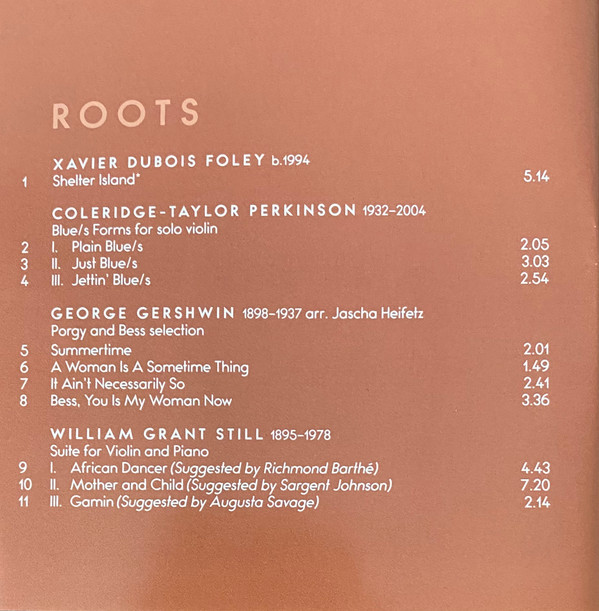 ROOTS
XAVIER DUBOIS FOLEY b.1994
1 Shelter Island* 5.14
COLERIDGE-TAYLOR PERKINSON 1932–2004
Blue/s Forms for solo violin
2 I. Plain Blue/s 2.05
3 II. Just Blue/s 3.03
4 III. Jettin' Blue/s 2.54
GEORGE GERSHWIN 1898–1937 arr. Jascha Heifetz
Porgy and Bess selection
5 Summertime 2.01
6 A Woman Is A Sometime Thing 1.49
7 It Ain't Necessarily So 2.41
8 Bess, You Is My Woman Now 3.36
WILLIAM GRANT STILL 1895–1978
Suite for Violin and Piano
9 I. African Dancer (Suggested by Richmond Barthé) 4.43
10 II. Mother and Child (Suggested by Sargent Johnson) 7.20
11 III. Gamin (Suggested by Augusta Savage) 2.14